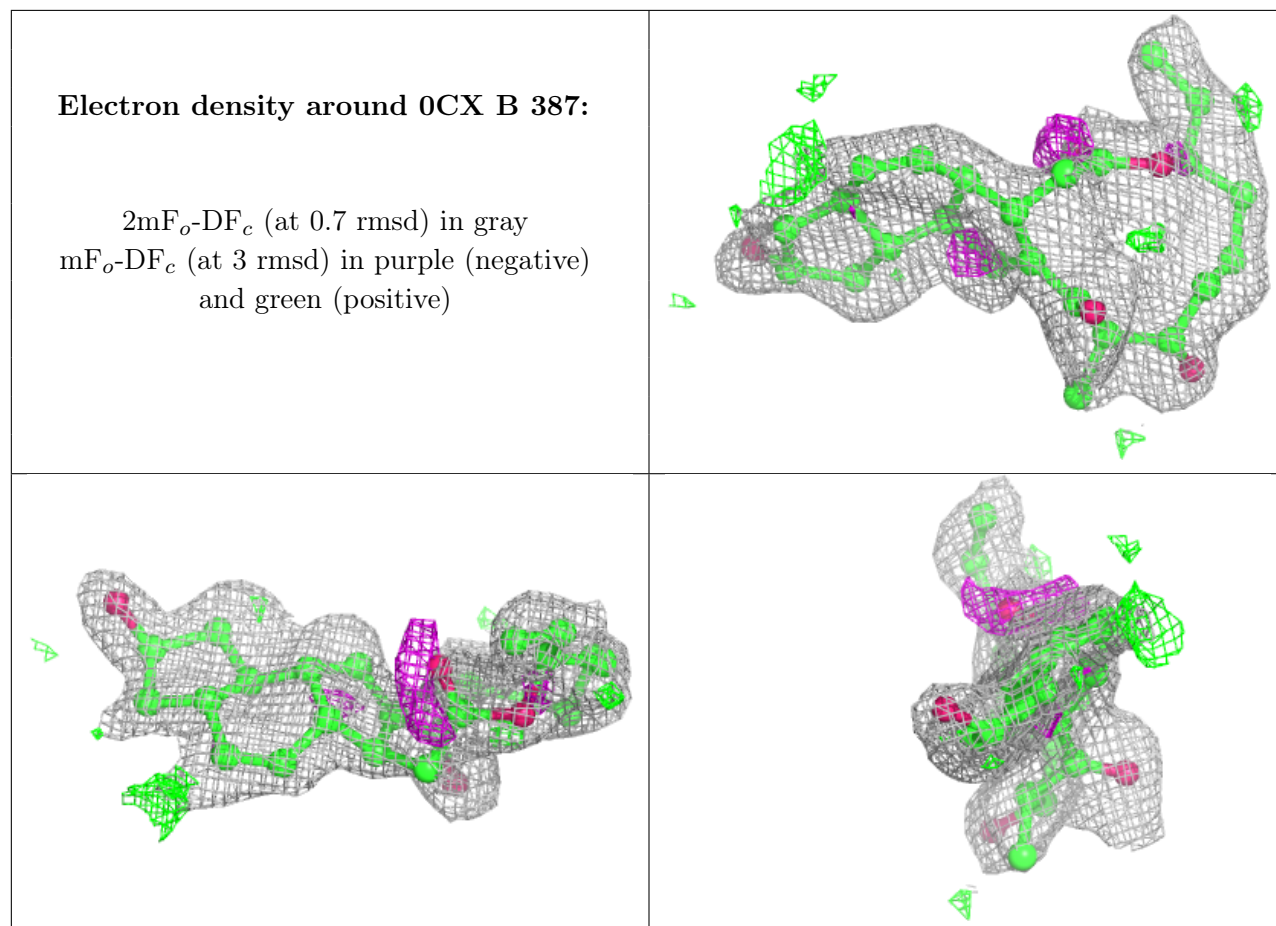 Electron density around 0CX B 387:
2mFo-DFc (at 0.7 rmsd) in gray
mFo-DFc (at 3 rmsd) in purple (negative)
and green (positive)